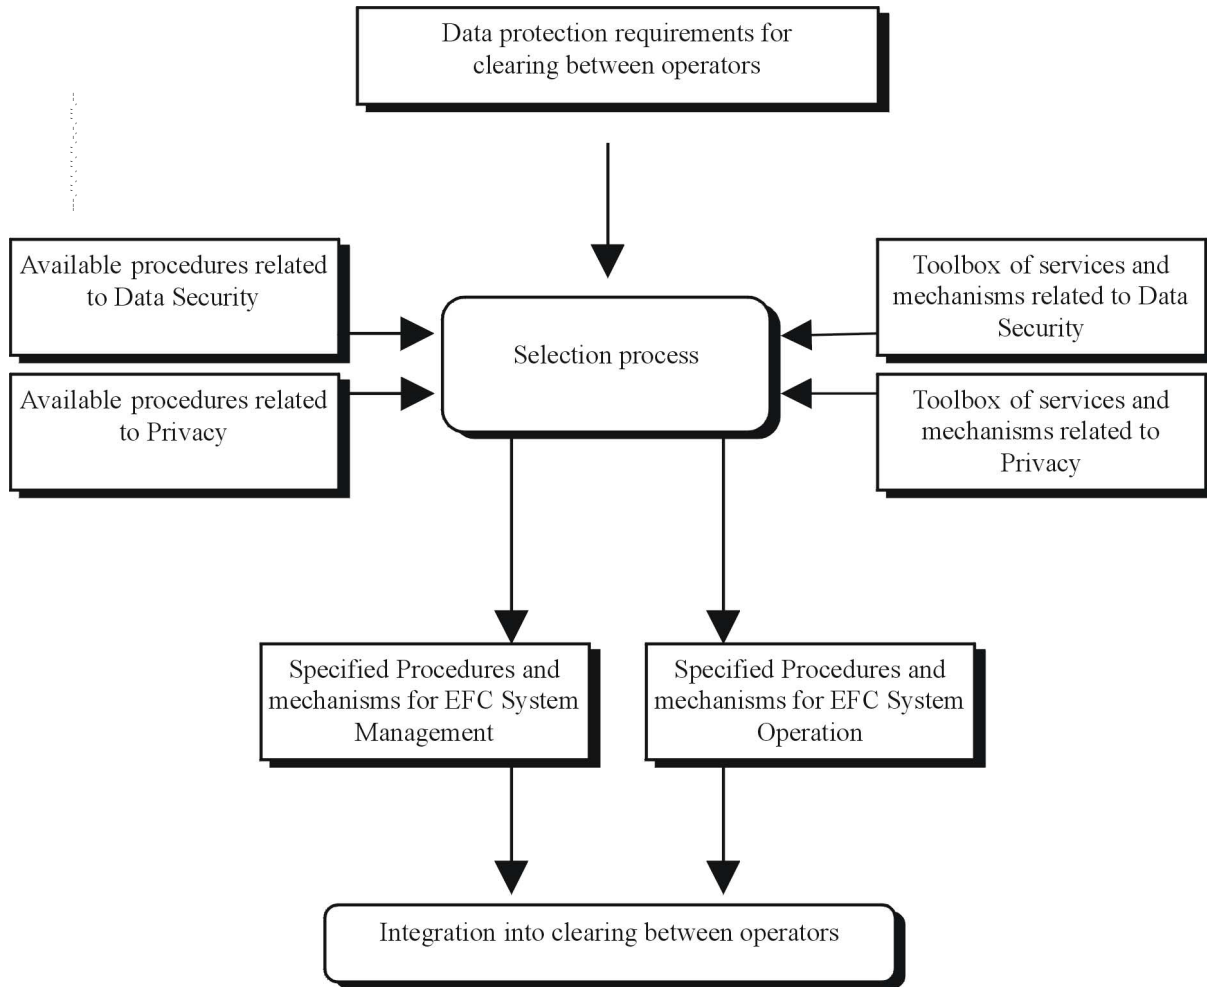 Data protection requirements for
clearing between operators
Available procedures related
to Data Security
Toolbox of services and
mechanisms related to Data
Security
Selection process
Available procedures related
to Privacy
Toolbox of services and
mechanisms related to
Privacy
Specified Procedures and
mechanisms for EFC System
Management
Specified Procedures and
mechanisms for EFC System
Operation
Integration into clearing between operators